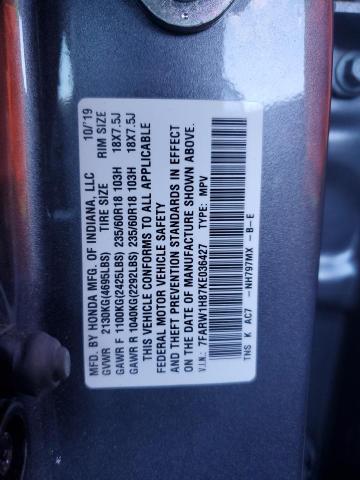 MFD. BY HONDA MFG. OF INDIANA, LLC 10/'19
GVWR 2130KG(4695LBS) TIRE SIZE RIM SIZE
GAWR F 1100KG(2425LBS) 235/60R18 103H 18X7.5J
GAWR R 1040KG(2292LBS) 235/60R18 103H 18X7.5J
THIS VEHICLE CONFORMS TO ALL APPLICABLE
FEDERAL MOTOR VEHICLE SAFETY
AND THEFT PREVENTION STANDARDS IN EFFECT
ON THE DATE OF MANUFACTURE SHOWN ABOVE.
V.I.N.: 7FARW1H87KE036427 TYPE: MPV
TNS K AC7 -NH797MX -B-E